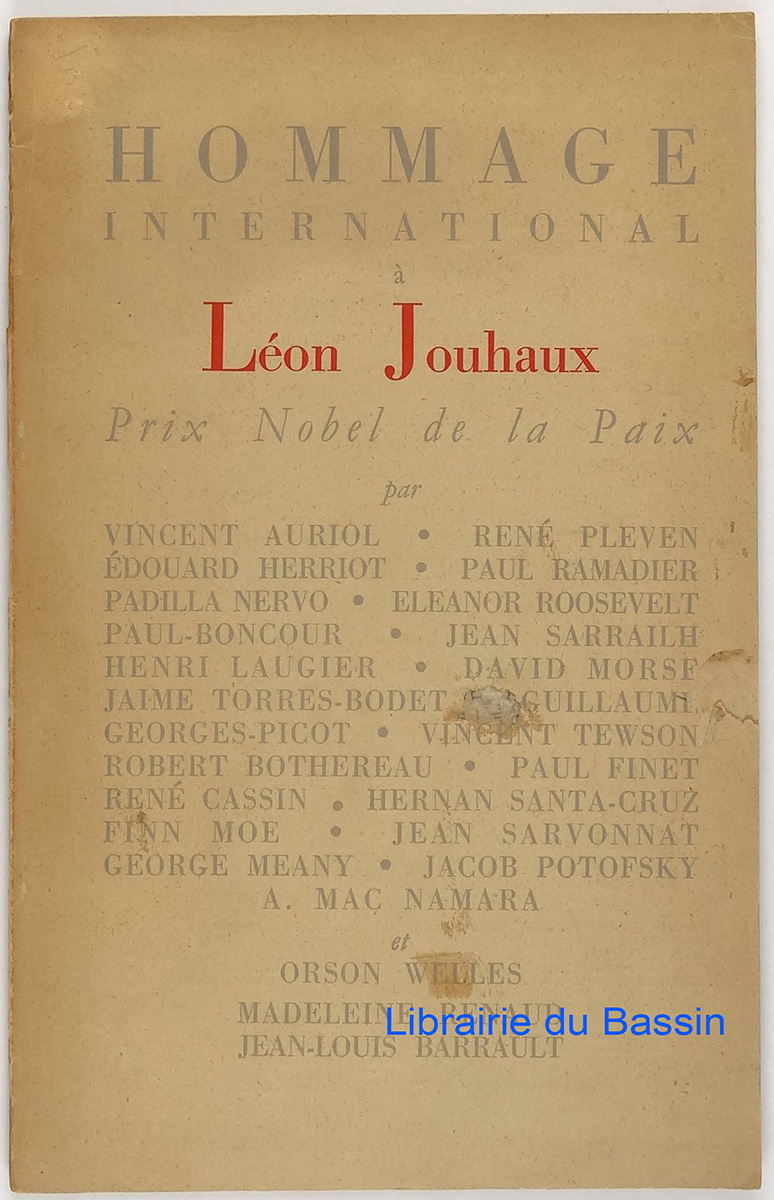 HOMMAGE
INTERNATIONAL
à
Léon Jouhaux
Prix Nobel de la Paix
par
VINCENT AURIOL • RENÉ PLEVEN
ÉDOUARD HERRIOT • PAUL RAMADIER
PADILLA NERVO • ELEANOR ROOSEVELT
PAUL-BONCOUR • JEAN SARRAILH
HENRI LAUGIER • DAVID MORSE
JAIME TORRES-BODET GUILLAUME
GEORGES-PICOT • VINCENT TEWSON
ROBERT BOTHEREAU • PAUL FINET
RENÉ CASSIN • HERNAN SANTA-CRUZ
FINN MOE • JEAN SARVONNAT
GEORGE MEANY • JACOB POTOFSKY
A. MAC NAMARA
et
ORSON WELLES
MADELEINE RENAUD
Librairie du Bassin
JEAN-LOUIS BARRAULT